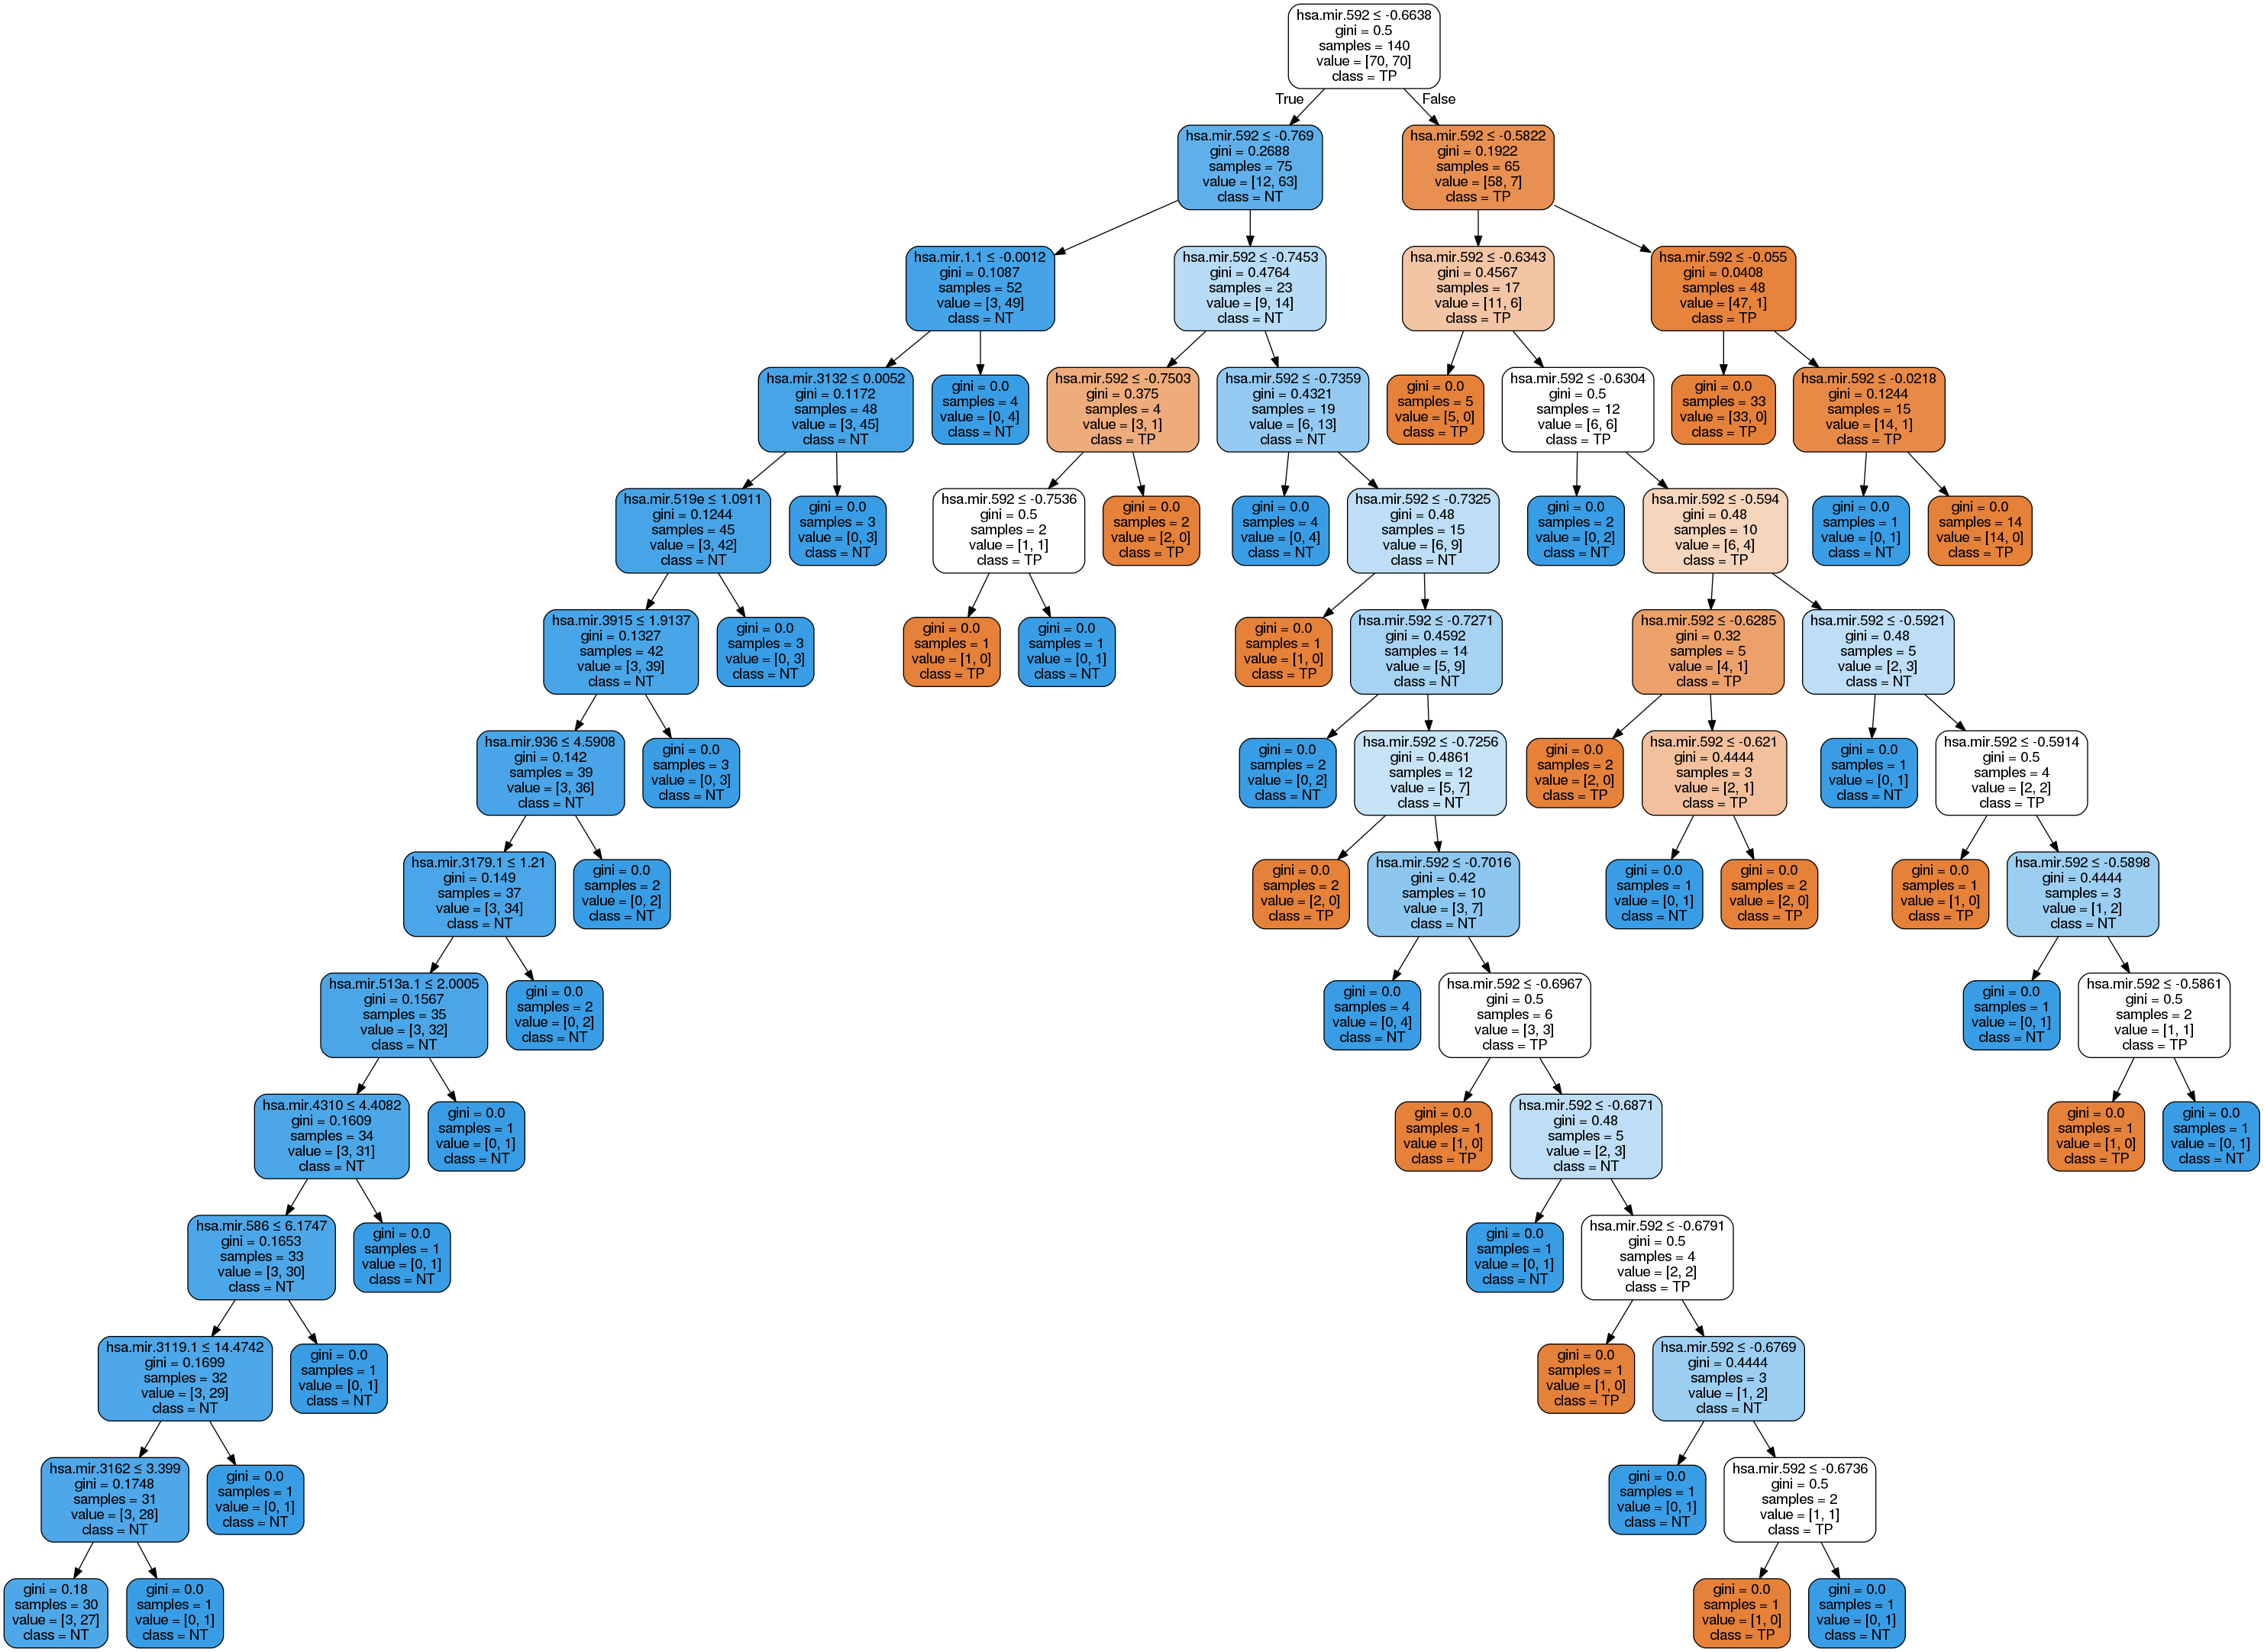 hsa.mir.592 ≤ -0.6638
gini = 0.5
samples = 140
value = [70, 70]
class = TP
True
False
hsa.mir.592 ≤ -0.769
gini = 0.2688
samples = 75
value = [12, 63]
class = NT
hsa.mir.592 ≤ -0.5822
gini = 0.1922
samples = 65
value = [58, 7]
class = TP
hsa.mir.1.1 ≤ -0.0012
gini = 0.1087
samples = 52
value = [3, 49]
class = NT
hsa.mir.592 ≤ -0.7453
gini = 0.4764
samples = 23
value = [9, 14]
class = NT
hsa.mir.592 ≤ -0.6343
gini = 0.4567
samples = 17
value = [11, 6]
class = TP
hsa.mir.592 ≤ -0.055
gini = 0.0408
samples = 48
value = [47, 1]
class = TP
hsa.mir.3132 ≤ 0.0052
gini = 0.1172
samples = 48
value = [3, 45]
class = NT
gini = 0.0
samples = 4
value = [0, 4]
class = NT
hsa.mir.592 ≤ -0.7503
gini = 0.375
samples = 4
value = [3, 1]
class = TP
hsa.mir.592 ≤ -0.7359
gini = 0.4321
samples = 19
value = [6, 13]
class = NT
gini = 0.0
samples = 5
value = [5, 0]
class = TP
hsa.mir.592 ≤ -0.6304
gini = 0.5
samples = 12
value = [6, 6]
class = TP
gini = 0.0
samples = 33
value = [33, 0]
class = TP
hsa.mir.592 ≤ -0.0218
gini = 0.1244
samples = 15
value = [14, 1]
class = TP
hsa.mir.519e ≤ 1.0911
gini = 0.1244
samples = 45
value = [3, 42]
class = NT
gini = 0.0
samples = 3
value = [0, 3]
class = NT
hsa.mir.592 ≤ -0.7536
gini = 0.5
samples = 2
value = [1, 1]
class = TP
gini = 0.0
samples = 2
value = [2, 0]
class = TP
gini = 0.0
samples = 4
value = [0, 4]
class = NT
hsa.mir.592 ≤ -0.7325
gini = 0.48
samples = 15
value = [6, 9]
class = NT
gini = 0.0
samples = 2
value = [0, 2]
class = NT
hsa.mir.592 ≤ -0.594
gini = 0.48
samples = 10
value = [6, 4]
class = TP
gini = 0.0
samples = 1
value = [0, 1]
class = NT
gini = 0.0
samples = 14
value = [14, 0]
class = TP
hsa.mir.3915 ≤ 1.9137
gini = 0.1327
samples = 42
value = [3, 39]
class = NT
gini = 0.0
samples = 3
value = [0, 3]
class = NT
gini = 0.0
samples = 1
value = [1, 0]
class = TP
gini = 0.0
samples = 1
value = [0, 1]
class = NT
gini = 0.0
samples = 1
value = [1, 0]
class = TP
hsa.mir.592 ≤ -0.7271
gini = 0.4592
samples = 14
value = [5, 9]
class = NT
hsa.mir.592 ≤ -0.6285
gini = 0.32
samples = 5
value = [4, 1]
class = TP
hsa.mir.592 ≤ -0.5921
gini = 0.48
samples = 5
value = [2, 3]
class = NT
hsa.mir.936 ≤ 4.5908
gini = 0.142
samples = 39
value = [3, 36]
class = NT
gini = 0.0
samples = 3
value = [0, 3]
class = NT
gini = 0.0
samples = 2
value = [0, 2]
class = NT
hsa.mir.592 ≤ -0.7256
gini = 0.4861
samples = 12
value = [5, 7]
class = NT
gini = 0.0
samples = 2
value = [2, 0]
class = TP
hsa.mir.592 ≤ -0.621
gini = 0.4444
samples = 3
value = [2, 1]
class = TP
gini = 0.0
samples = 1
value = [0, 1]
class = NT
hsa.mir.592 ≤ -0.5914
gini = 0.5
samples = 4
value = [2, 2]
class = TP
hsa.mir.3179.1 ≤ 1.21
gini = 0.149
samples = 37
value = [3, 34]
class = NT
gini = 0.0
samples = 2
value = [0, 2]
class = NT
gini = 0.0
samples = 2
value = [2, 0]
class = TP
hsa.mir.592 ≤ -0.7016
gini = 0.42
samples = 10
value = [3, 7]
class = NT
gini = 0.0
samples = 1
value = [0, 1]
class = NT
gini = 0.0
samples = 2
value = [2, 0]
class = TP
gini = 0.0
samples = 1
value = [1, 0]
class = TP
hsa.mir.592 ≤ -0.5898
gini = 0.4444
samples = 3
value = [1, 2]
class = NT
hsa.mir.513a.1 ≤ 2.0005
gini = 0.1567
samples = 35
value = [3, 32]
class = NT
gini = 0.0
samples = 2
value = [0, 2]
class = NT
gini = 0.0
samples = 4
value = [0, 4]
class = NT
hsa.mir.592 ≤ -0.6967
gini = 0.5
samples = 6
value = [3, 3]
class = TP
gini = 0.0
samples = 1
value = [0, 1]
class = NT
hsa.mir.592 ≤ -0.5861
gini = 0.5
samples = 2
value = [1, 1]
class = TP
hsa.mir.4310 ≤ 4.4082
gini = 0.1609
samples = 34
value = [3, 31]
class = NT
gini = 0.0
samples = 1
value = [0, 1]
class = NT
gini = 0.0
samples = 1
value = [1, 0]
class = TP
hsa.mir.592 ≤ -0.6871
gini = 0.48
samples = 5
value = [2, 3]
class = NT
gini = 0.0
samples = 1
value = [1, 0]
class = TP
gini = 0.0
samples = 1
value = [0, 1]
class = NT
hsa.mir.586 ≤ 6.1747
gini = 0.1653
samples = 33
value = [3, 30]
class = NT
gini = 0.0
samples = 1
value = [0, 1]
class = NT
gini = 0.0
samples = 1
value = [0, 1]
class = NT
hsa.mir.592 ≤ -0.6791
gini = 0.5
samples = 4
value = [2, 2]
class = TP
hsa.mir.3119.1 ≤ 14.4742
gini = 0.1699
samples = 32
value = [3, 29]
class = NT
gini = 0.0
samples = 1
value = [0, 1]
class = NT
gini = 0.0
samples = 1
value = [1, 0]
class = TP
hsa.mir.592 ≤ -0.6769
gini = 0.4444
samples = 3
value = [1, 2]
class = NT
hsa.mir.3162 ≤ 3.399
gini = 0.1748
samples = 31
value = [3, 28]
class = NT
gini = 0.0
samples = 1
value = [0, 1]
class = NT
gini = 0.0
samples = 1
value = [0, 1]
class = NT
hsa.mir.592 ≤ -0.6736
gini = 0.5
samples = 2
value = [1, 1]
class = TP
gini = 0.18
samples = 30
value = [3, 27]
class = NT
gini = 0.0
samples = 1
value = [0, 1]
class = NT
gini = 0.0
samples = 1
value = [1, 0]
class = TP
gini = 0.0
samples = 1
value = [0, 1]
class = NT